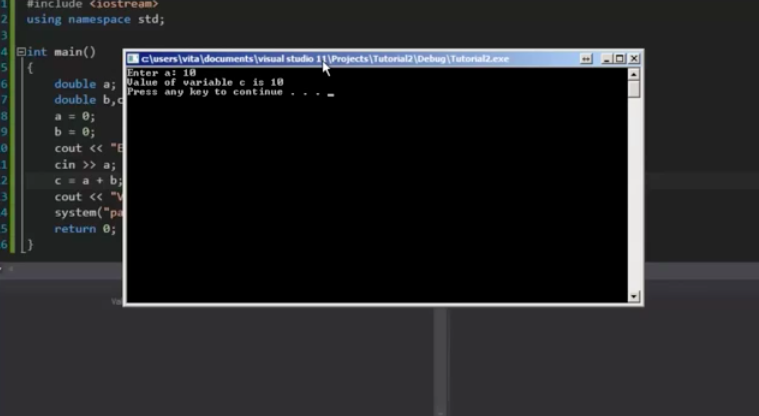 1 #include <iostream>
2 using namespace std;
3
4 int main()
5 {
6 double a;
7 double b,c
8 a = 0;
9 b = 0;
0 cout << "E
1 cin >> a;
2 c = a + b;
3 cout << "V
4 system("pa
5 return 0;
6 }
c:\users\vita\documents\visual studio 11\Projects\Tutorial2\Debug\Tutorial2.exe
Enter a: 10
Value of variable c is 10
Press any key to continue . . . _